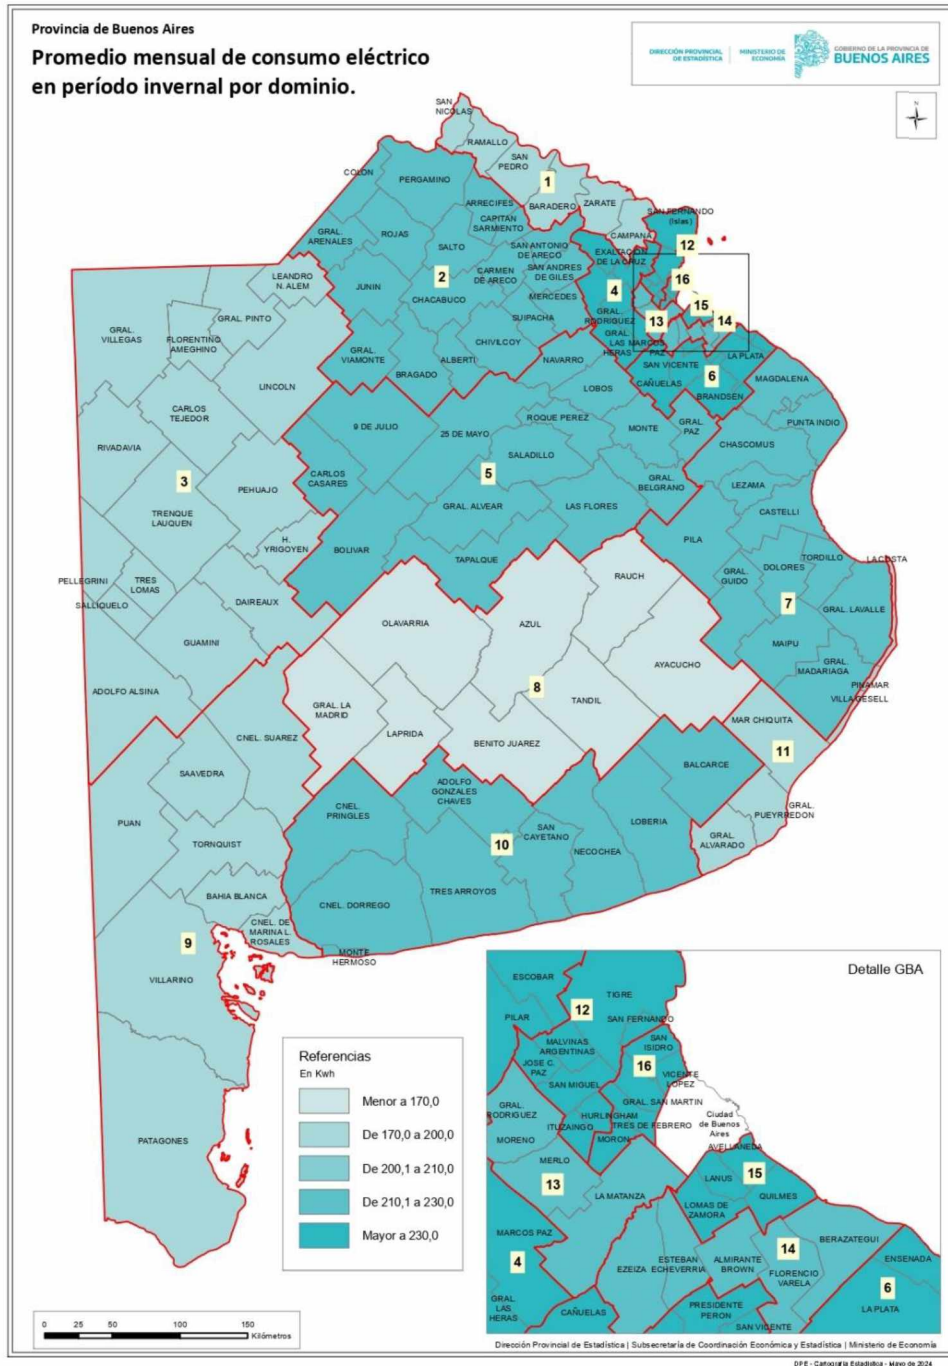 Provincia de Buenos Aires
Promedio mensual de consumo eléctrico
en período invernal por dominio.
DIRECCIÓN PROVINCIAL
DE ESTADÍSTICA
MINISTERIO DE
ECONOMÍA
GOBIERNO DE LA PROVINCIA DE
BUENOS AIRES
N
SAN
NICOLAS
RAMALLO
SAN
PEDRO
1
BARADERO
ZARATE
CAMPANA
SAN FERNANDO
(Islas)
12
COLON
PERGAMINO
ARRECIFES
CAPITAN
SARMIENTO
GRAL.
ARENALES
ROJAS
SALTO
SAN ANTONIO
DE ARECO
EXALTACION
DE LA CRUZ
LEANDRO
N. ALEM
2
CARMEN
DE ARECO
SAN ANDRES
DE GILES
16
JUNIN
CHACABUCO
MERCEDES
4
GRAL.
RODRIGUEZ
15
GRAL.
VILLEGAS
GRAL. PINTO
FLORENTINO
AMEGHINO
SUIPACHA
13
14
GRAL.
VIAMONTE
CHIVILCOY
GRAL.
LAS
HERAS
MARCOS
PAZ
LA PLATA
BRAGADO
ALBERTI
NAVARRO
SAN VICENTE
CAÑUELAS
6
BRANDSEN
MAGDALENA
LINCOLN
LOBOS
CARLOS
TEJEDOR
9 DE JULIO
25 DE MAYO
ROQUE PEREZ
MONTE
GRAL.
PAZ
PUNTA INDIO
CHASCOMUS
RIVADAVIA
SALADILLO
3
PEHUAJO
CARLOS
CASARES
5
GRAL.
BELGRANO
LEZAMA
TRENQUE
LAUQUEN
GRAL. ALVEAR
LAS FLORES
CASTELLI
H.
YRIGOYEN
BOLIVAR
TAPALQUE
PILA
TORDILLO
LA COSTA
PELLEGRINI
TRES
LOMAS
SALLIQUELO
DAIREAUX
RAUCH
GRAL.
GUIDO
DOLORES
7
GRAL. LAVALLE
GUAMINI
OLAVARRIA
AZUL
MAIPU
ADOLFO ALSINA
AYACUCHO
GRAL.
MADARIAGA
PINAMAR
VILLA GESELL
8
GRAL. LA
MADRID
TANDIL
LAPRIDA
BENITO JUAREZ
MAR CHIQUITA
CNEL. SUAREZ
11
SAAVEDRA
BALCARCE
ADOLFO
GONZALES
CHAVES
CNEL.
PRINGLES
GRAL.
PUEYRREDON
PUAN
SAN
CAYETANO
LOBERIA
GRAL.
ALVARADO
TORNQUIST
10
NECOCHEA
BAHIA BLANCA
TRES ARROYOS
CNEL. DORREGO
CNEL. DE
MARINA L.
ROSALES
9
MONTE
HERMOSO
VILLARINO
PATAGONES
Referencias
En Kwh
Menor a 170,0
De 170,0 a 200,0
De 200,1 a 210,0
De 210,1 a 230,0
Mayor a 230,0
0 25 50 100 150
Kilómetros
Detalle GBA
ESCOBAR
TIGRE
12
PILAR
SAN FERNANDO
MALVINAS
ARGENTINAS
SAN
ISIDRO
JOSE C.
PAZ
16
VICENTE
LOPEZ
SAN MIGUEL
GRAL.
RODRIGUEZ
GRAL. SAN MARTIN
HURLINGHAM
TRES DE FEBRERO
Ciudad
de Buenos
Aires
ITUZAINGO
MORENO
MORON
AVELLANEDA
MERLO
13
LANUS
15
LA MATANZA
QUILMES
LOMAS DE
ZAMORA
MARCOS PAZ
BERAZATEGUI
4
EZEIZA
ESTEBAN
ECHEVERRIA
ALMIRANTE
BROWN
14
FLORENCIO
VARELA
ENSENADA
6
GRAL.
LAS
HERAS
CAÑUELAS
PRESIDENTE
PERON
SAN VICENTE
LA PLATA
Dirección Provincial de Estadística | Subsecretaría de Coordinación Económica y Estadística | Ministerio de Economía
DPE - Cartografía Estadística - Mayo de 2024.